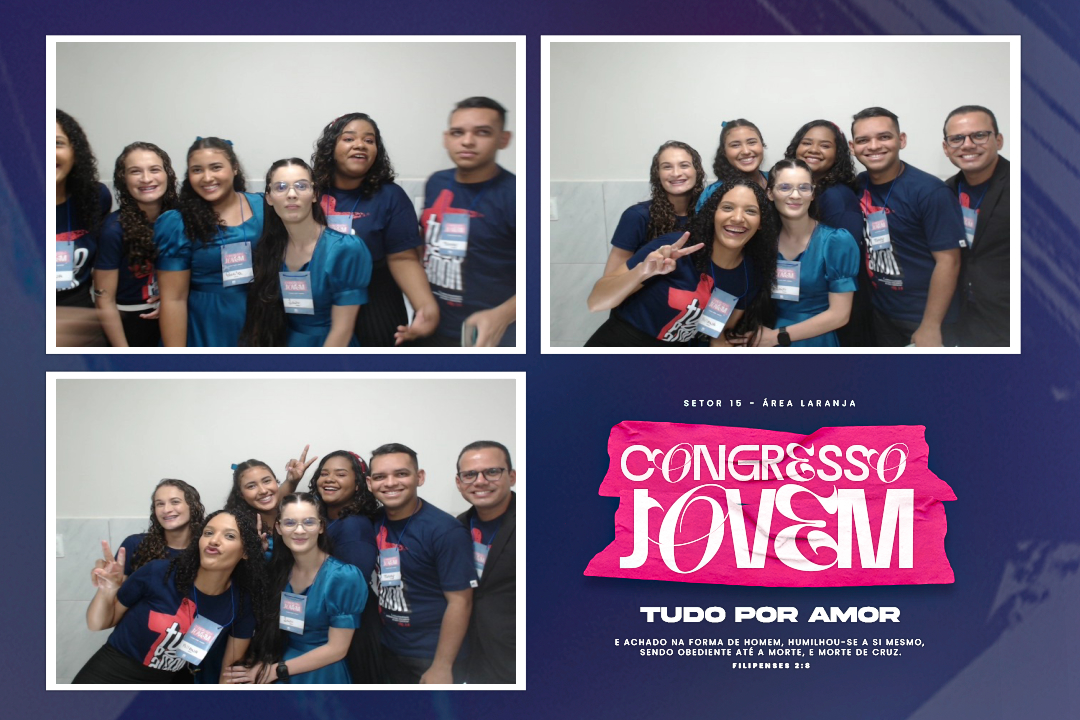 SETOR 15 - ÁREA LARANJA
CONGRESSO
JOVEM
TUDO POR AMOR
E ACHADO NA FORMA DE HOMEM, HUMILHOU-SE A SI MESMO,
SENDO OBEDIENTE ATÉ A MORTE, E MORTE DE CRUZ.
FILIPENSES 2:8